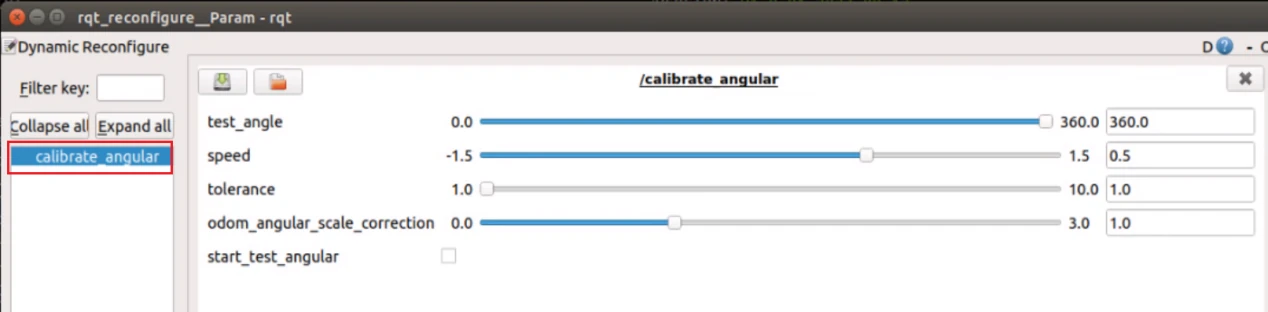 rqt_reconfigure__Param - rqt
Dynamic Reconfigure
D ? - O
Filter key:
Collapse all Expand all
calibrate_angular
/calibrate_angular
test_angle 0.0 360.0 360.0
speed -1.5 1.5 0.5
tolerance 1.0 10.0 1.0
odom_angular_scale_correction 0.0 3.0 1.0
start_test_angular